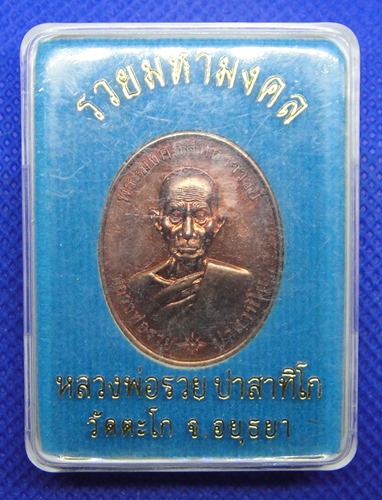 รวยมหามงคล
หลวงพ่อรวย ปาสาทิโก
วัดตะโก จ.อยุธยา